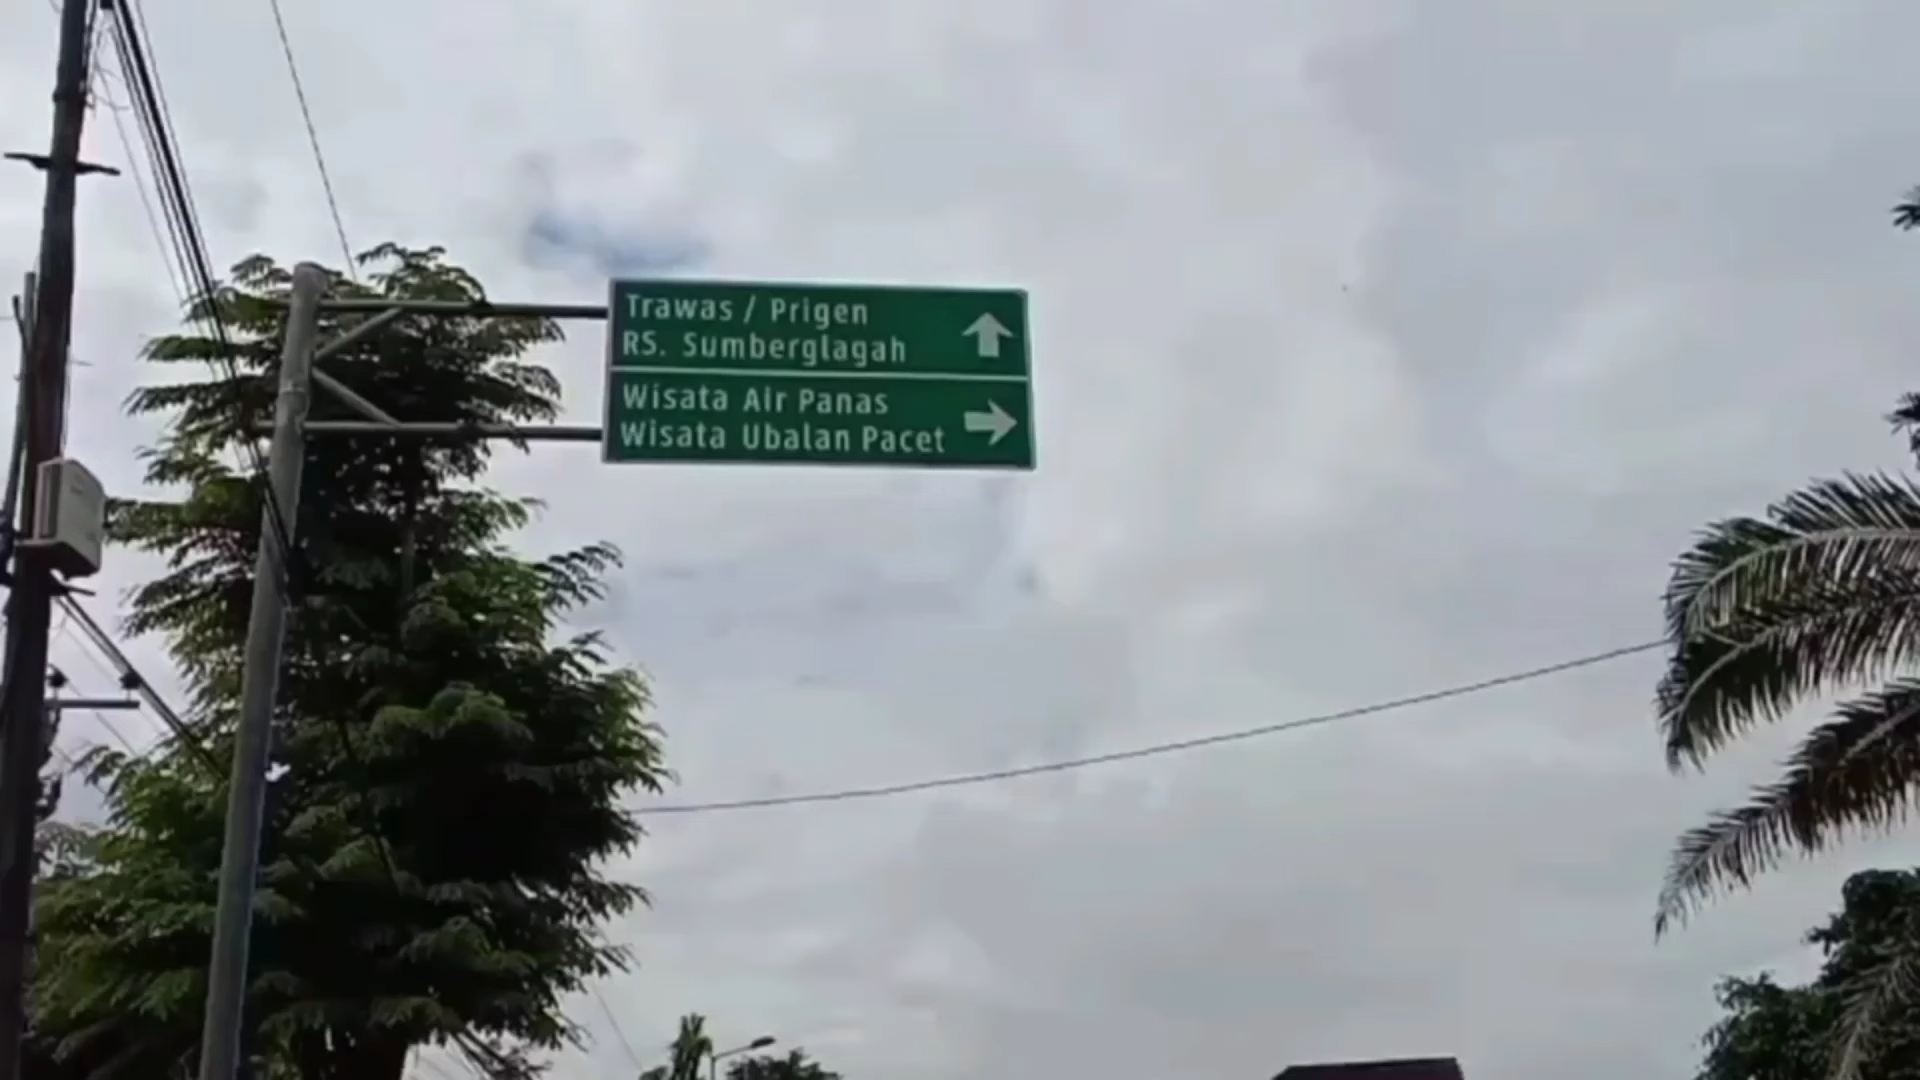 Trawas / Prigen
RS. Sumberglagah
Wisata Air Panas
Wisata Ubalan Pacet